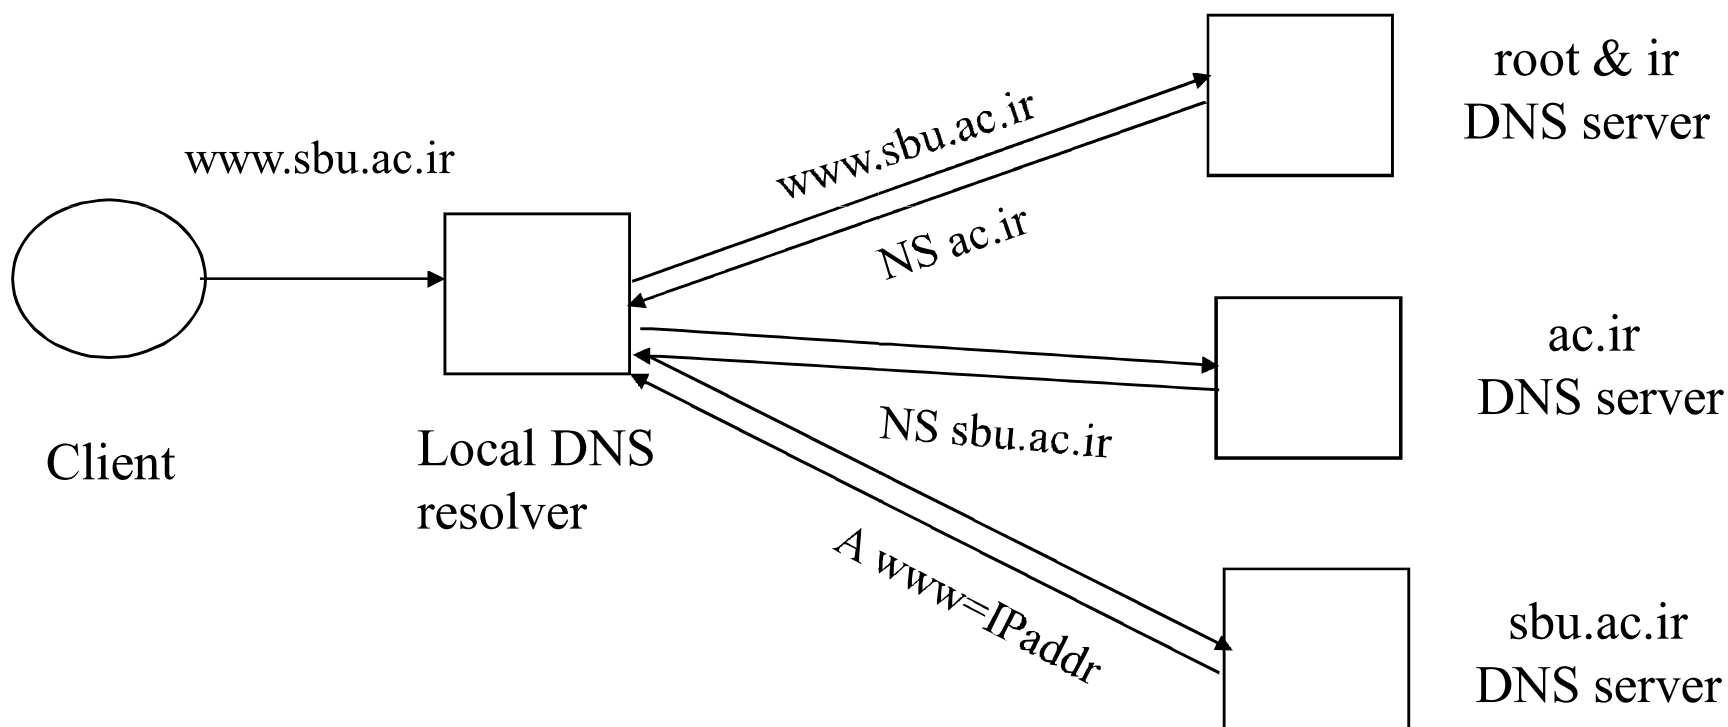 root & ir
DNS server
www.sbu.ac.ir
www.sbu.ac.ir
NS ac.ir
ac.ir
DNS server
NS sbu.ac.ir
Client
Local DNS
resolver
A www=IPaddr
sbu.ac.ir
DNS server